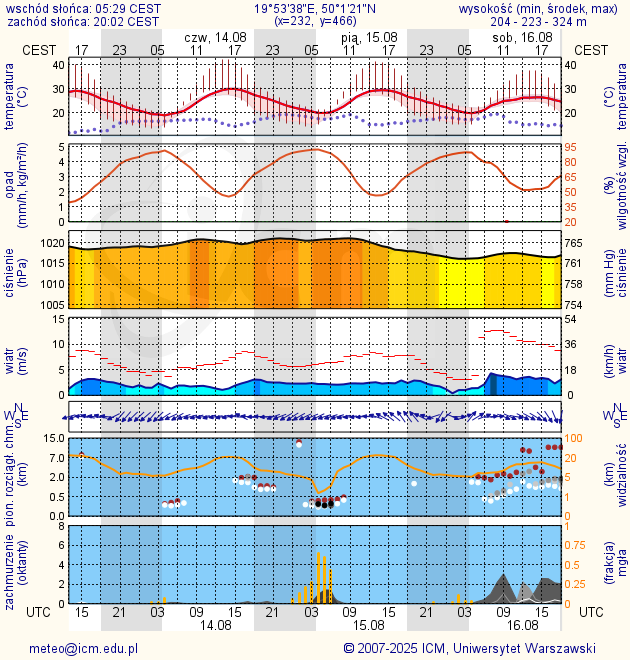 wschód słońca: 05:29 CEST 19°53'38"E, 50°1'21"N wysokość (min, środek, max)
zachód słońca: 20:02 CEST (x=232, y=466) 204 - 223 - 324 m
czw, 14.08 pią, 15.08 sob, 16.08
CEST 17 23 05 11 17 23 05 11 17 23 05 11 17 CEST
temperatura
(°C)
40
30
20
40
30
20
temperatura
(°C)
opad
(mm/h, kg/m²/h)
5
4
3
2
1
0
95
80
65
50
35
20
(%)
wilgotność wzgl.
ciśnienie
(hPa)
1020
1015
1010
1005
765
761
758
754
(mm Hg)
ciśnienie
wiatr
(m/s)
15
10
5
0
54
36
18
0
(km/h)
wiatr
N
W E
S
N
W E
S
pion. rozciągł. chm.
(km)
15.0
7.0
2.0
0.5
0.0
100
20
5
1
0
(km)
widzialność
zachmurzenie
(oktanty)
8
6
4
2
0
1
0.75
0.5
0.25
0
(frakcja)
mgła
UTC 15 21 03 09 15 21 03 09 15 21 03 09 15 UTC
14.08 15.08 16.08
meteo@icm.edu.pl © 2007-2025 ICM, Uniwersytet Warszawski